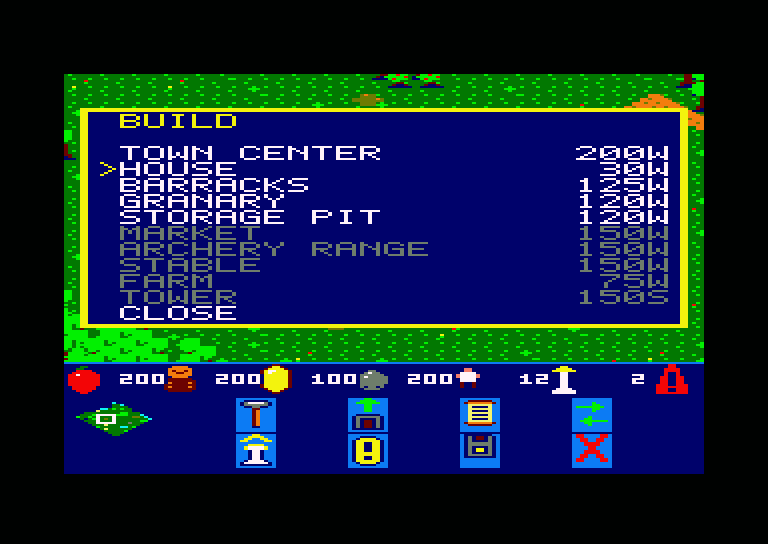 BUILD
TOWN CENTER 200W
>HOUSE 30W
BARRACKS 125W
GRANARY 120W
STORAGE PIT 120W
MARKET 150W
ARCHERY RANGE 150W
STABLE 150W
FARM 75W
TOWER 150S
CLOSE
200 200 100 200 12 2